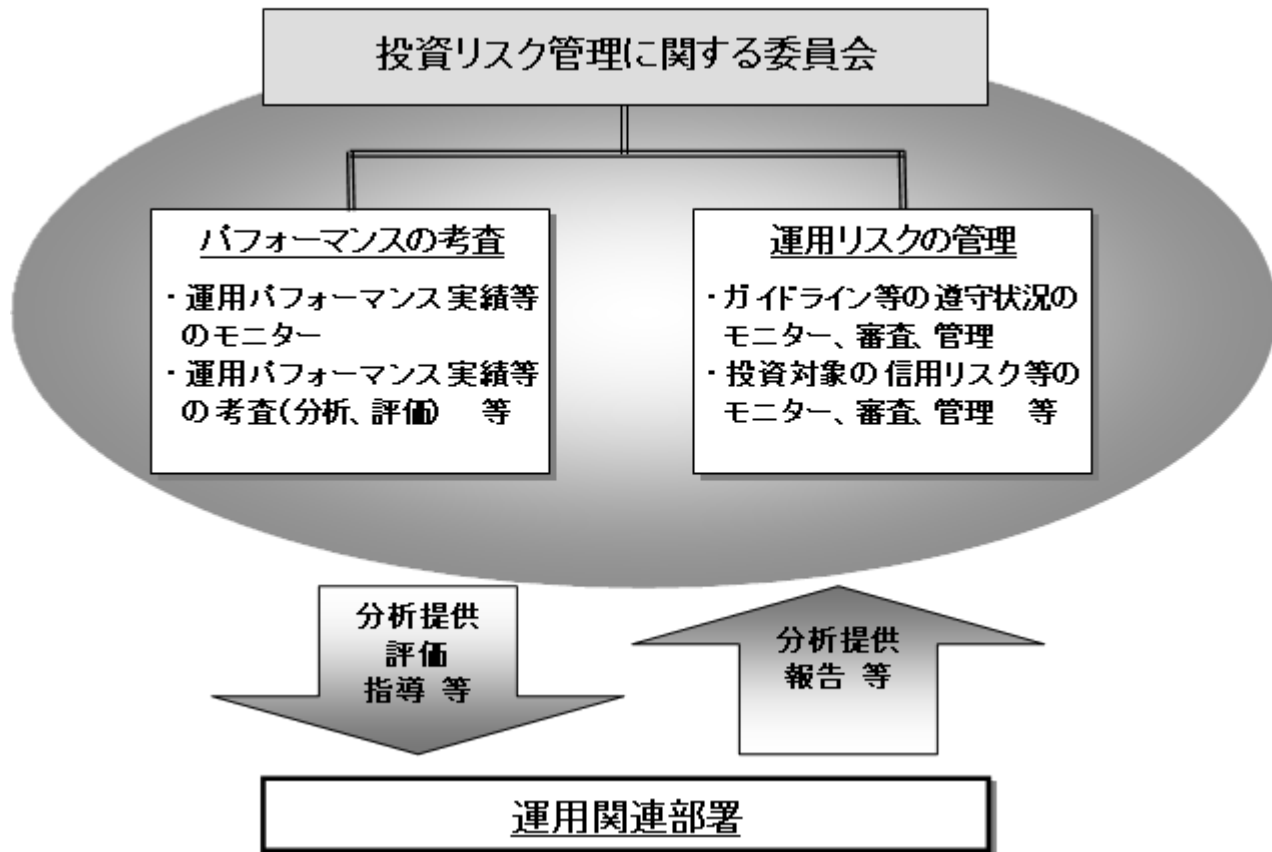 投資リスク管理に関する委員会
パフォーマンスの考査
・運用パフォーマンス実績等
のモニター
・運用パフォーマンス実績等
の考査(分析、評価) 等
運用リスクの管理
・ガイドライン等の遵守状況の
モニター、審査、管理
・投資対象の信用リスク等の
モニター、審査、管理 等
分析提供
評価
指導 等
分析提供
報告 等
運用関連部署